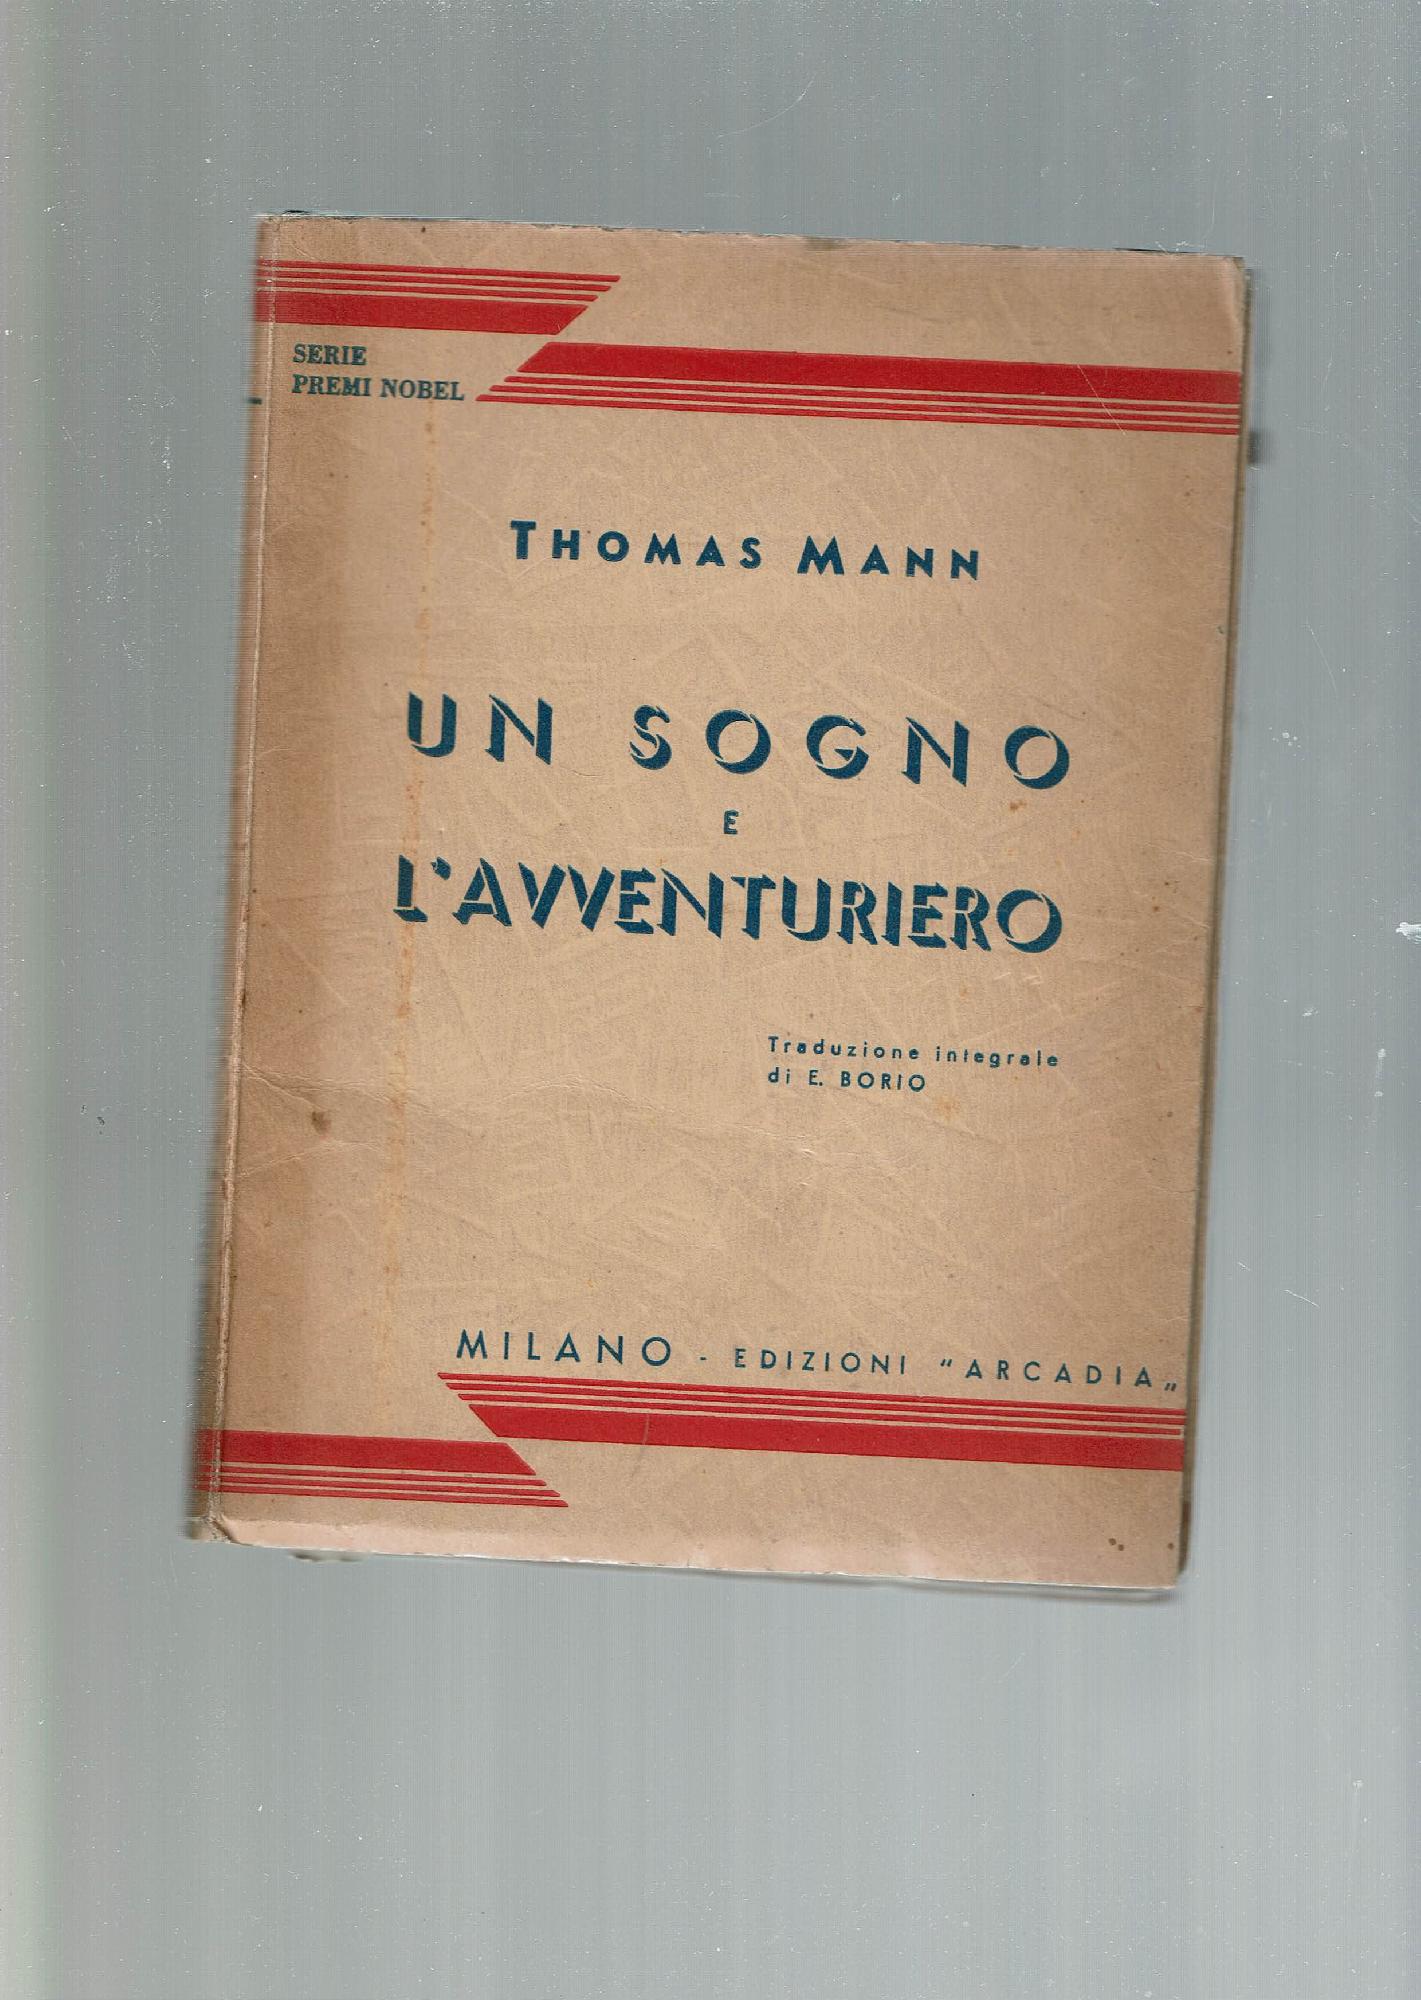 SERIE
PREMI NOBEL
THOMAS MANN
UN SOGNO
E
L'AVVENTURIERO
Traduzione integrale
di E. BORIO
MILANO - EDIZIONI "ARCADIA„